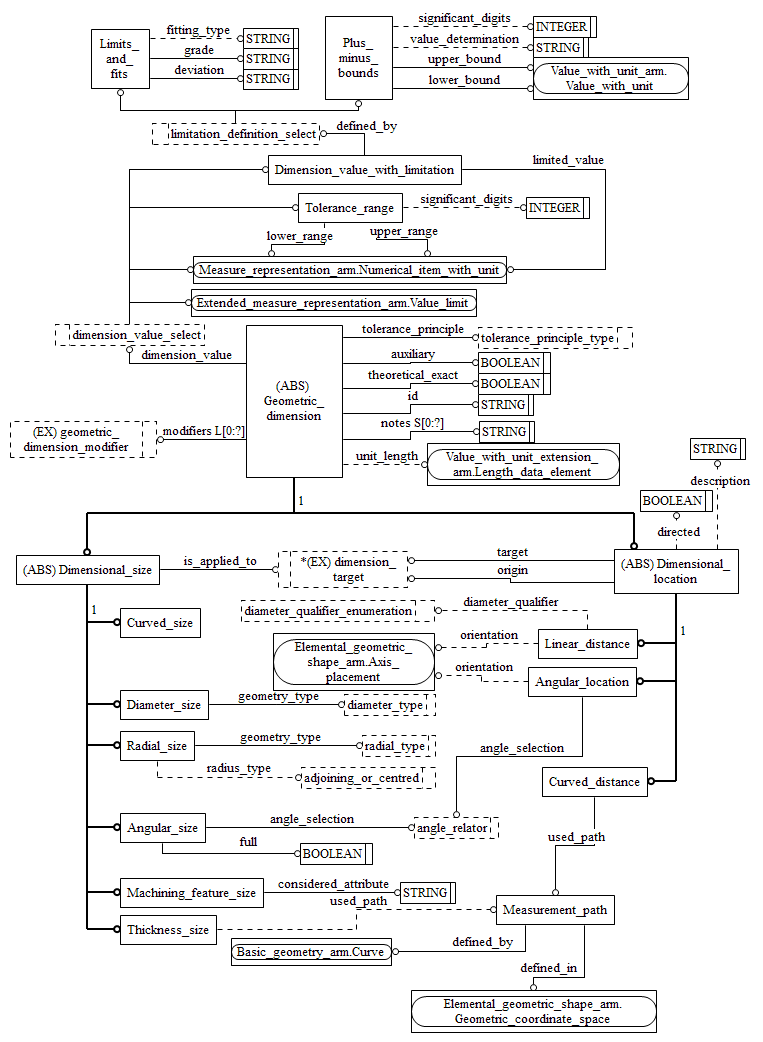 Limits_
and_
fits
fitting_type
STRING
grade
STRING
deviation
STRING
Plus_
minus_
bounds
significant_digits
INTEGER
value_determination
STRING
upper_bound
lower_bound
Value_with_unit_arm.
Value_with_unit
limitation_definition_select
defined_by
Dimension_value_with_limitation
limited_value
Tolerance_range
significant_digits
INTEGER
lower_range
upper_range
Measure_representation_arm.Numerical_item_with_unit
Extended_measure_representation_arm.Value_limit
dimension_value_select
dimension_value
(ABS)
Geometric_
dimension
tolerance_principle
tolerance_principle_type
auxiliary
BOOLEAN
theoretical_exact
BOOLEAN
id
STRING
notes S[0:?]
STRING
unit_length
Value_with_unit_extension_
arm.Length_data_element
(EX) geometric_
dimension_modifier
modifiers L[0:?]
STRING
description
BOOLEAN
directed
1
(ABS) Dimensional_size
is_applied_to
*(EX) dimension_
target
target
origin
(ABS) Dimensional_
location
1
1
Curved_size
diameter_qualifier_enumeration
diameter_qualifier
Linear_distance
Elemental_geometric_
shape_arm.Axis_
placement
orientation
orientation
Angular_location
Diameter_size
geometry_type
diameter_type
Radial_size
geometry_type
radial_type
radius_type
adjoining_or_centred
angle_selection
Curved_distance
Angular_size
angle_selection
angle_relator
full
BOOLEAN
used_path
Machining_feature_size
considered_attribute
STRING
used_path
Measurement_path
Thickness_size
defined_by
Basic_geometry_arm.Curve
defined_in
Elemental_geometric_shape_arm.
Geometric_coordinate_space